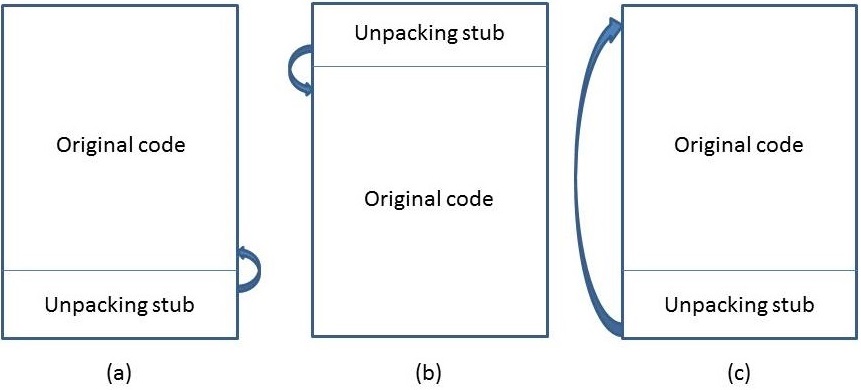 Original code
Unpacking stub
(a)
Unpacking stub
Original code
(b)
Original code
Unpacking stub
(c)